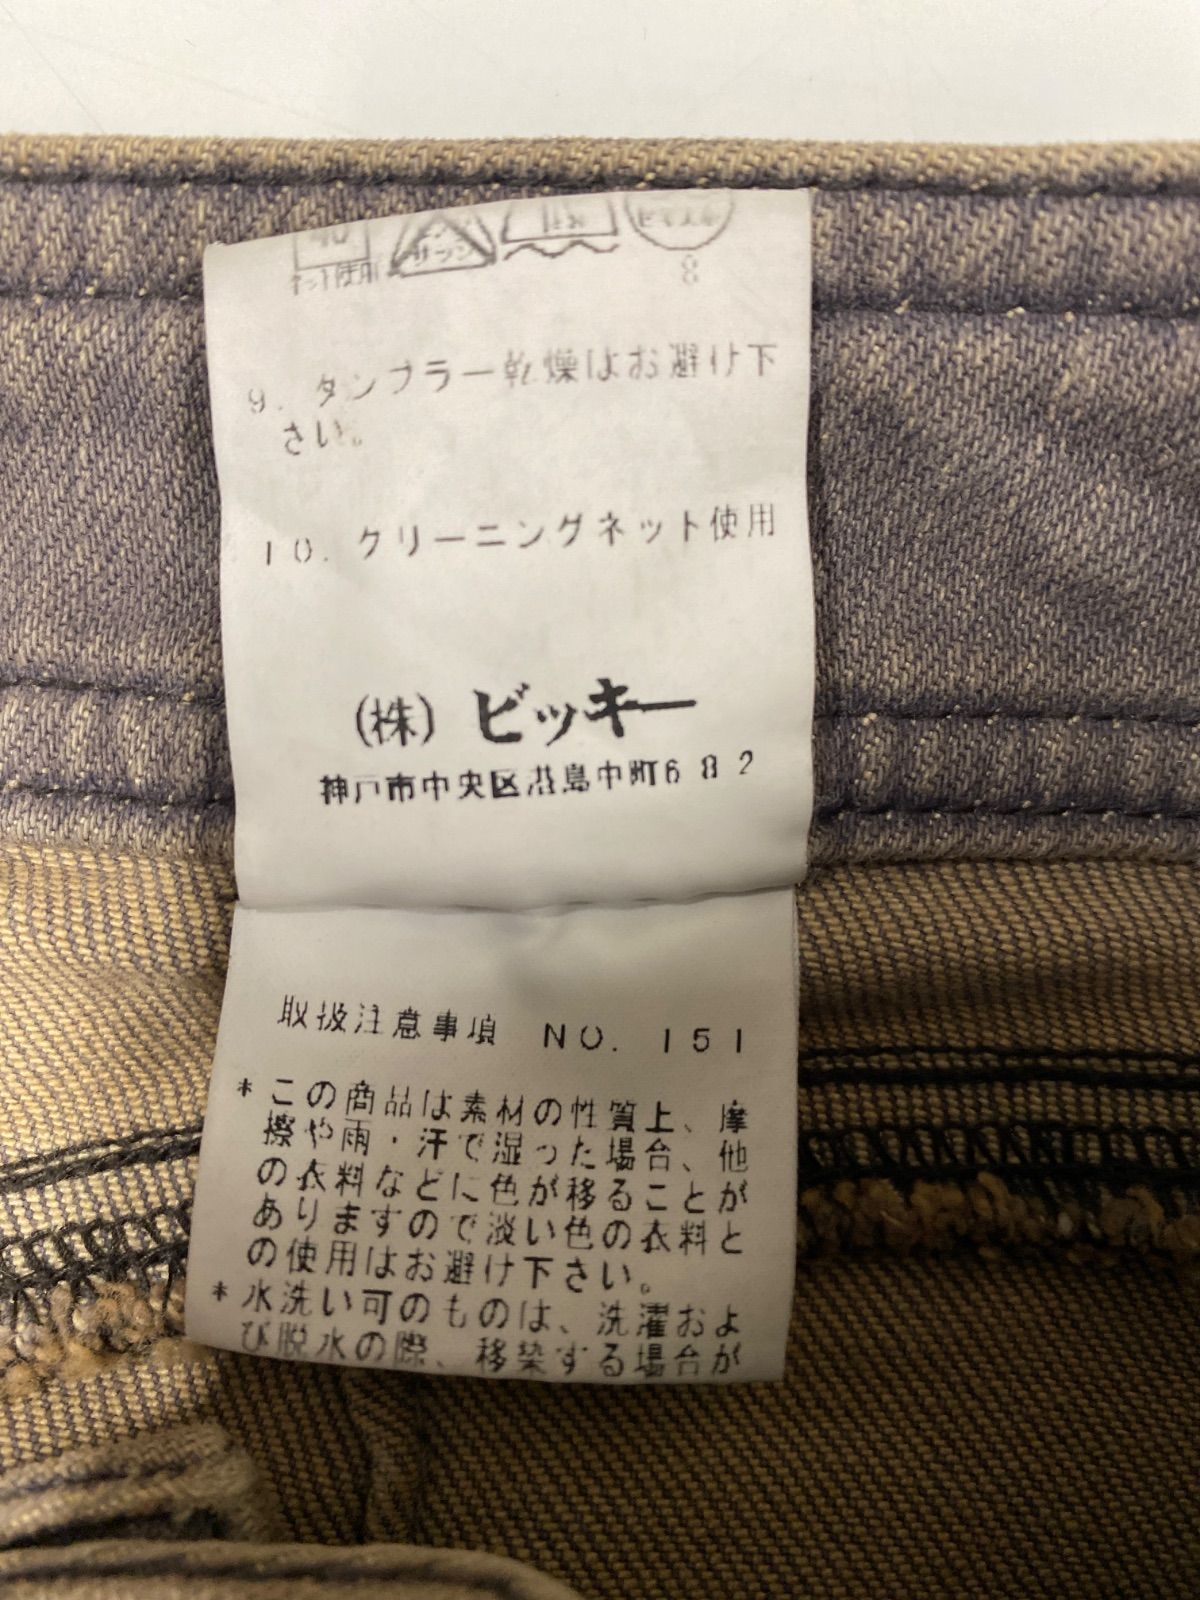 40
8
ネット使用
9. タンブラー乾燥はお避け下
さい。
10. クリーニングネット使用
(株) ビッキー
神戸市中央区港島中町682
取扱注意事項 NO. 151
*この商品は素材の性質上、摩
擦や雨・汗で湿った場合、他
の衣料などに色が移ることが
ありますので淡い色の衣料と
の使用はお避け下さい。
*水洗い可のものは、洗濯およ
び脱水の際、移染する場合が